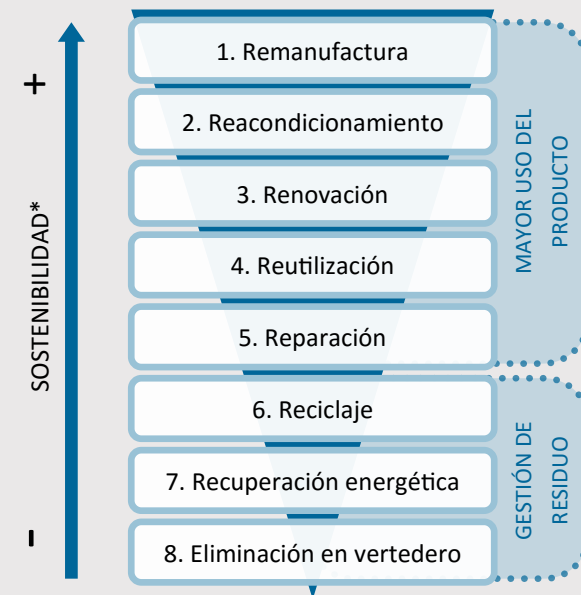 +
SOSTENIBILIDAD*
-
1. Remanufactura
2. Reacondicionamiento
3. Renovación
4. Reutilización
5. Reparación
6. Reciclaje
7. Recuperación energética
8. Eliminación en vertedero
MAYOR USO DEL
PRODUCTO
GESTIÓN DE
RESIDUO